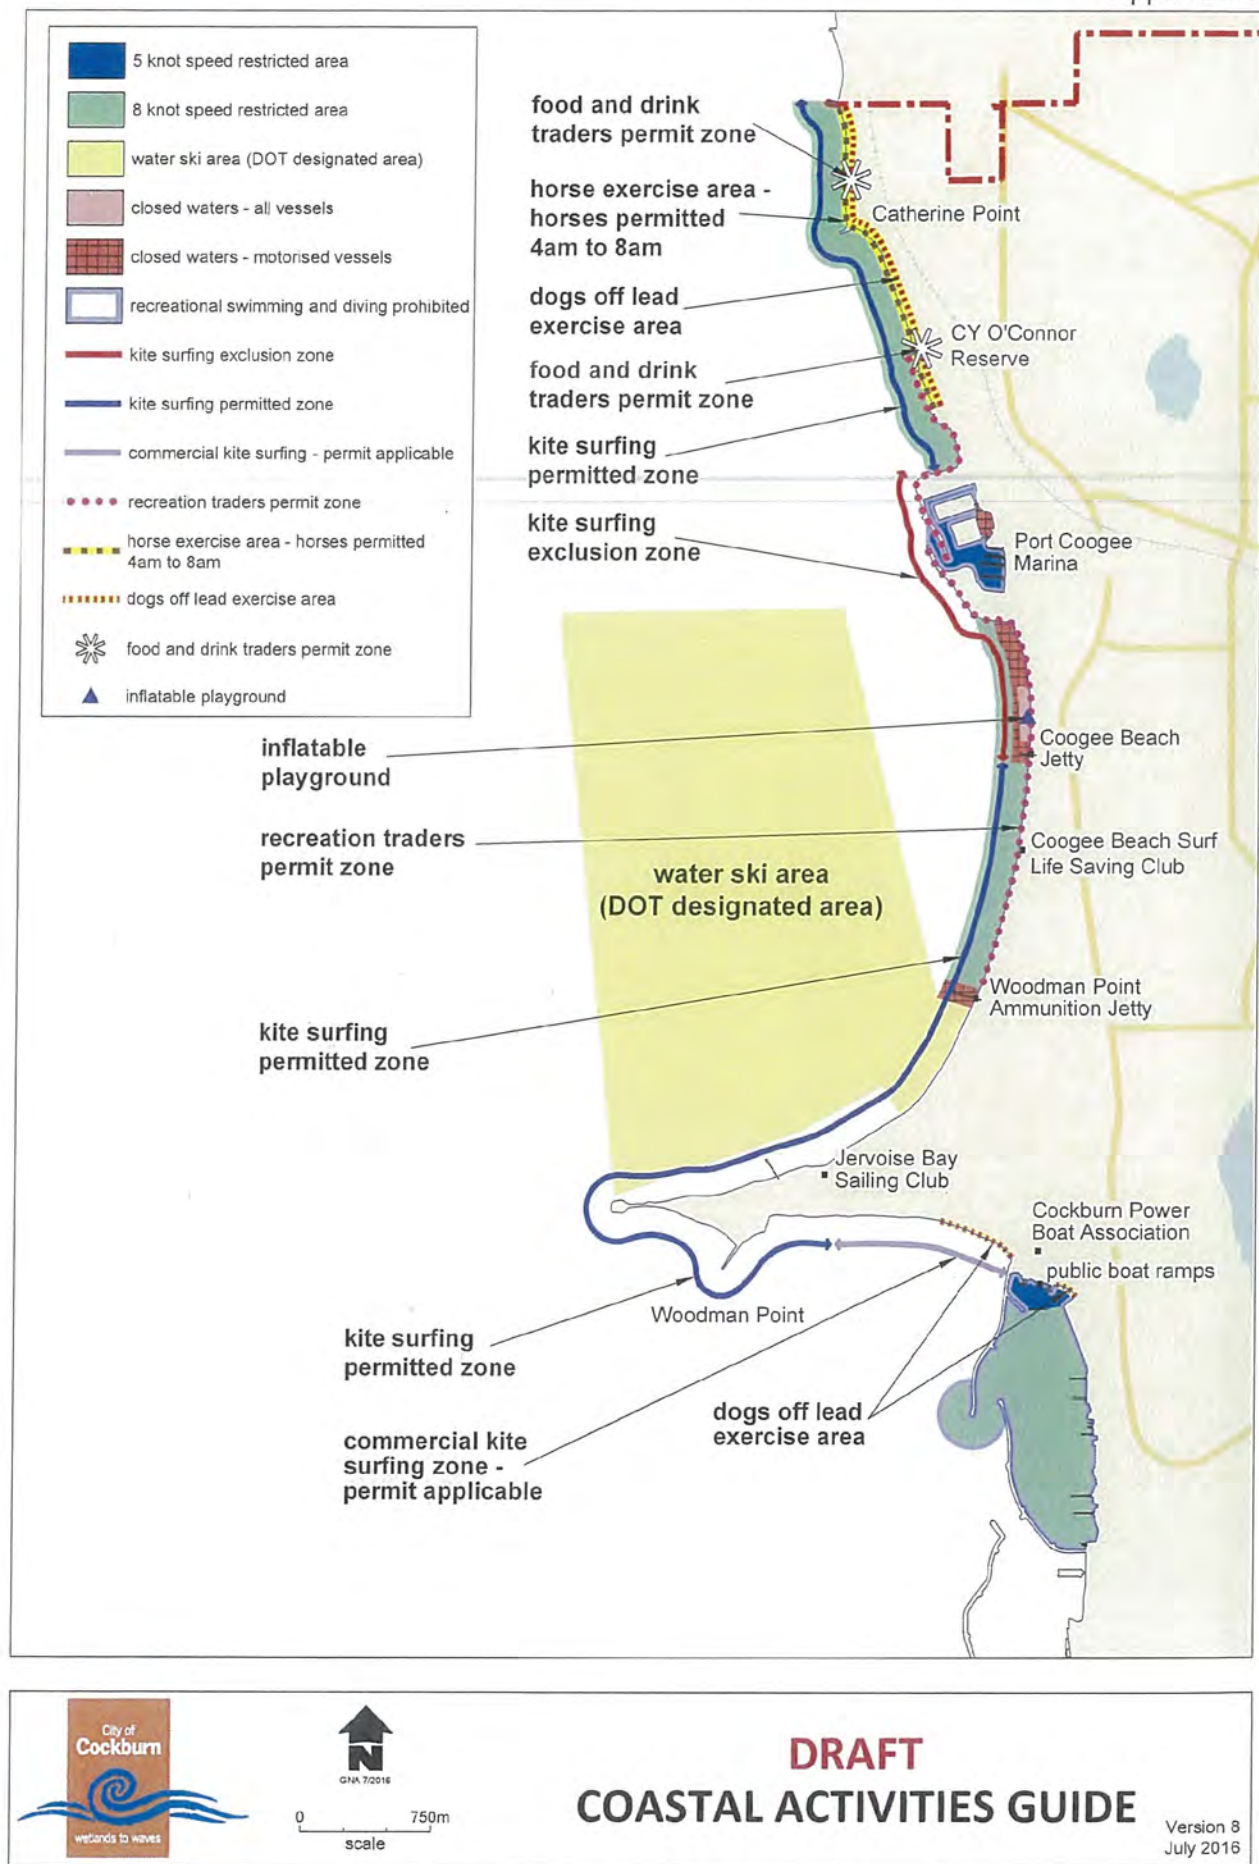 5 knot speed restricted area
8 knot speed restricted area
water ski area (DOT designated area)
closed waters - all vessels
closed waters - motorised vessels
recreational swimming and diving prohibited
kite surfing exclusion zone
kite surfing permitted zone
commercial kite surfing - permit applicable
recreation traders permit zone
horse exercise area - horses permitted
4am to 8am
dogs off lead exercise area
food and drink traders permit zone
inflatable playground
food and drink
traders permit zone
horse exercise area -
horses permitted
4am to 8am
dogs off lead
exercise area
food and drink
traders permit zone
kite surfing
permitted zone
kite surfing
exclusion zone
Catherine Point
CY O'Connor
Reserve
Port Coogee
Marina
inflatable
playground
Coogee Beach
Jetty
recreation traders
permit zone
Coogee Beach Surf
Life Saving Club
water ski area
(DOT designated area)
Woodman Point
Ammunition Jetty
kite surfing
permitted zone
Jervoise Bay
Sailing Club
Cockburn Power
Boat Association
public boat ramps
Woodman Point
kite surfing
permitted zone
dogs off lead
exercise area
commercial kite
surfing zone -
permit applicable
City of
Cockburn
wetlands to waves
N
GNA 7/2016
0 750m
scale
DRAFT
COASTAL ACTIVITIES GUIDE
Version 8
July 2016